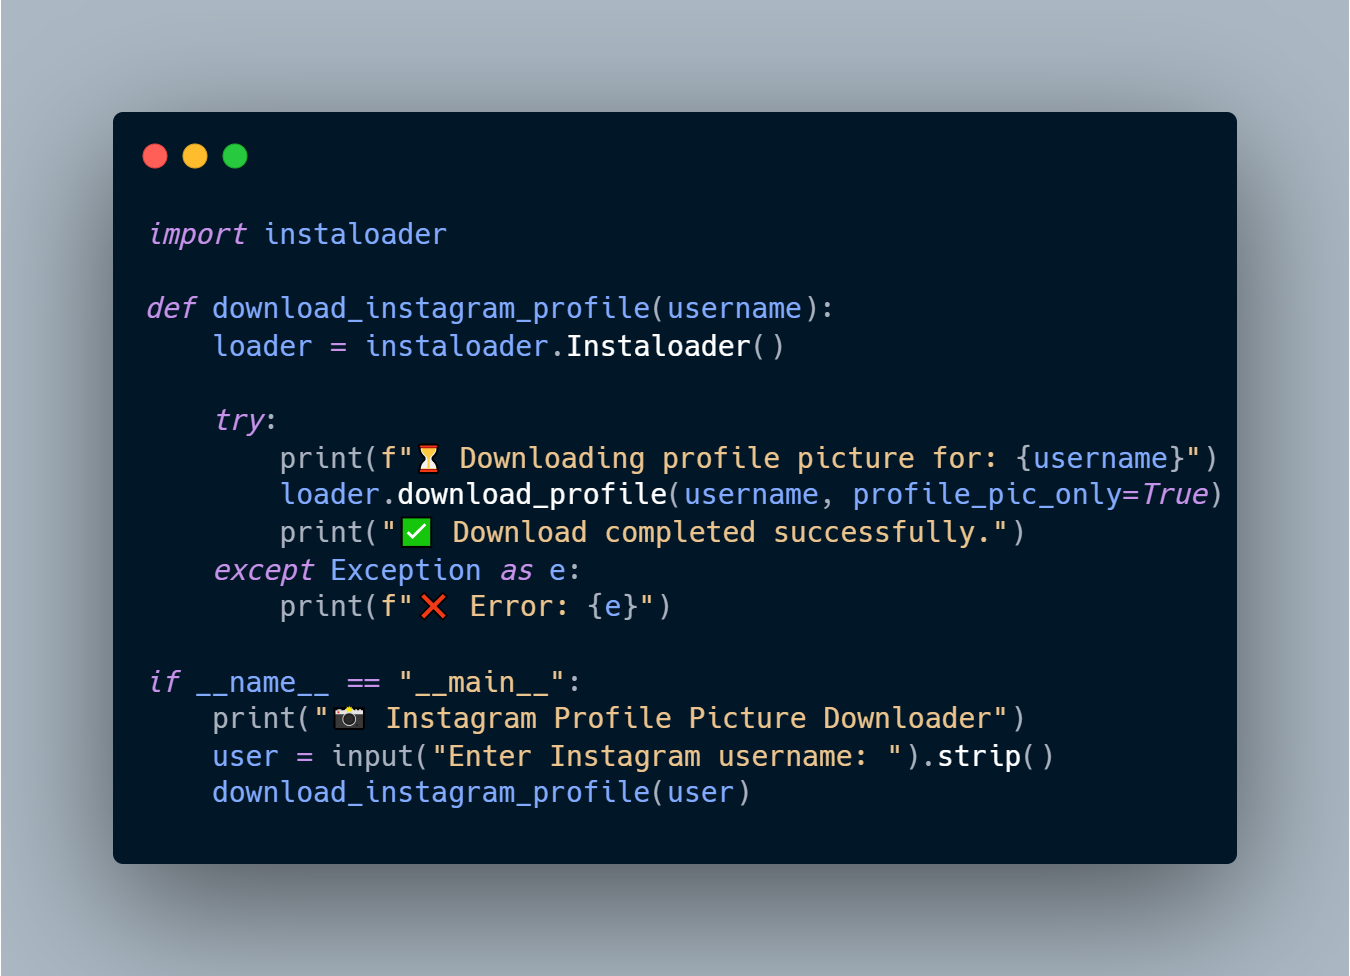 import instaloader

def download_instagram_profile(username):
    loader = instaloader.Instaloader()

    try:
        print(f"⏳ Downloading profile picture for: {username}")
        loader.download_profile(username, profile_pic_only=True)
        print("✅ Download completed successfully.")
    except Exception as e:
        print(f"❌ Error: {e}")

if __name__ == "__main__":
    print("📸 Instagram Profile Picture Downloader")
    user = input("Enter Instagram username: ").strip()
    download_instagram_profile(user)